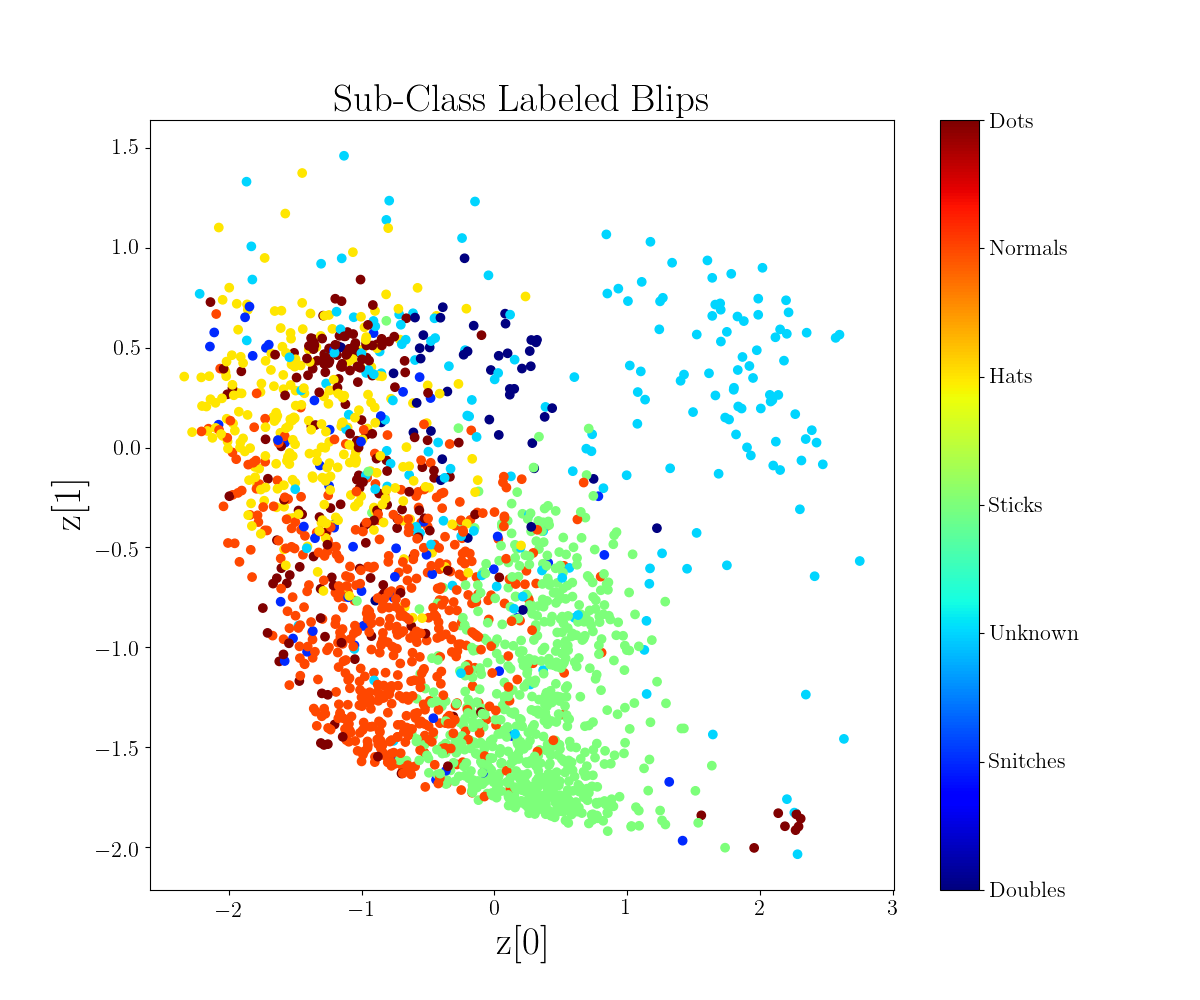 Sub-Class Labeled Blips
1.5
1.0
0.5
0.0
−0.5
−1.0
−1.5
−2.0
z[1]
−2
−1
0
1
2
3
z[0]
Dots
Normals
Hats
Sticks
Unknown
Snitches
Doubles